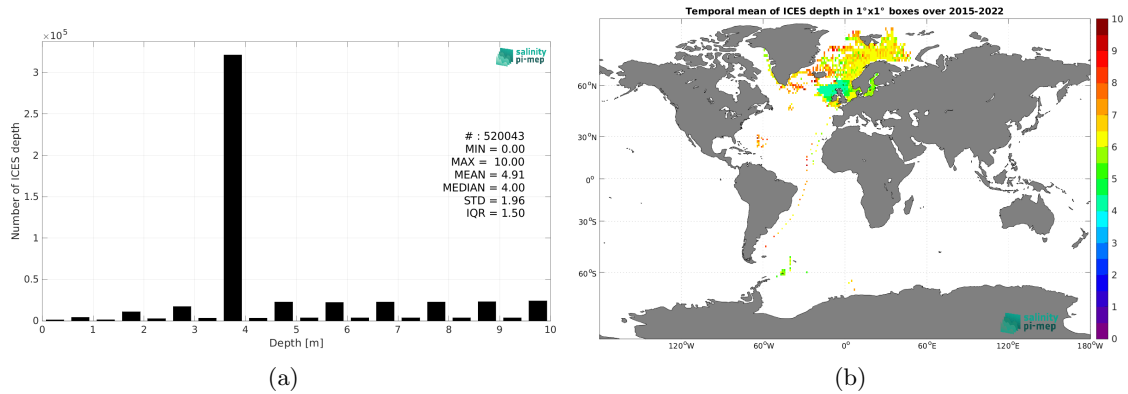 ×10⁵
3
2.5
2
1.5
1
0.5
0
Number of ICES depth
0 1 2 3 4 5 6 7 8 9 10
Depth [m]
salinity
pi-mep
# : 520043
MIN = 0.00
MAX = 10.00
MEAN = 4.91
MEDIAN = 4.00
STD = 1.96
IQR = 1.50
(a)
Temporal mean of ICES depth in 1°x1° boxes over 2015-2022
60°N
30°N
0°
30°S
60°S
120°W 60°W 0° 60°E 120°E 180°W
salinity
pi-mep
10
9
8
7
6
5
4
3
2
1
0
(b)